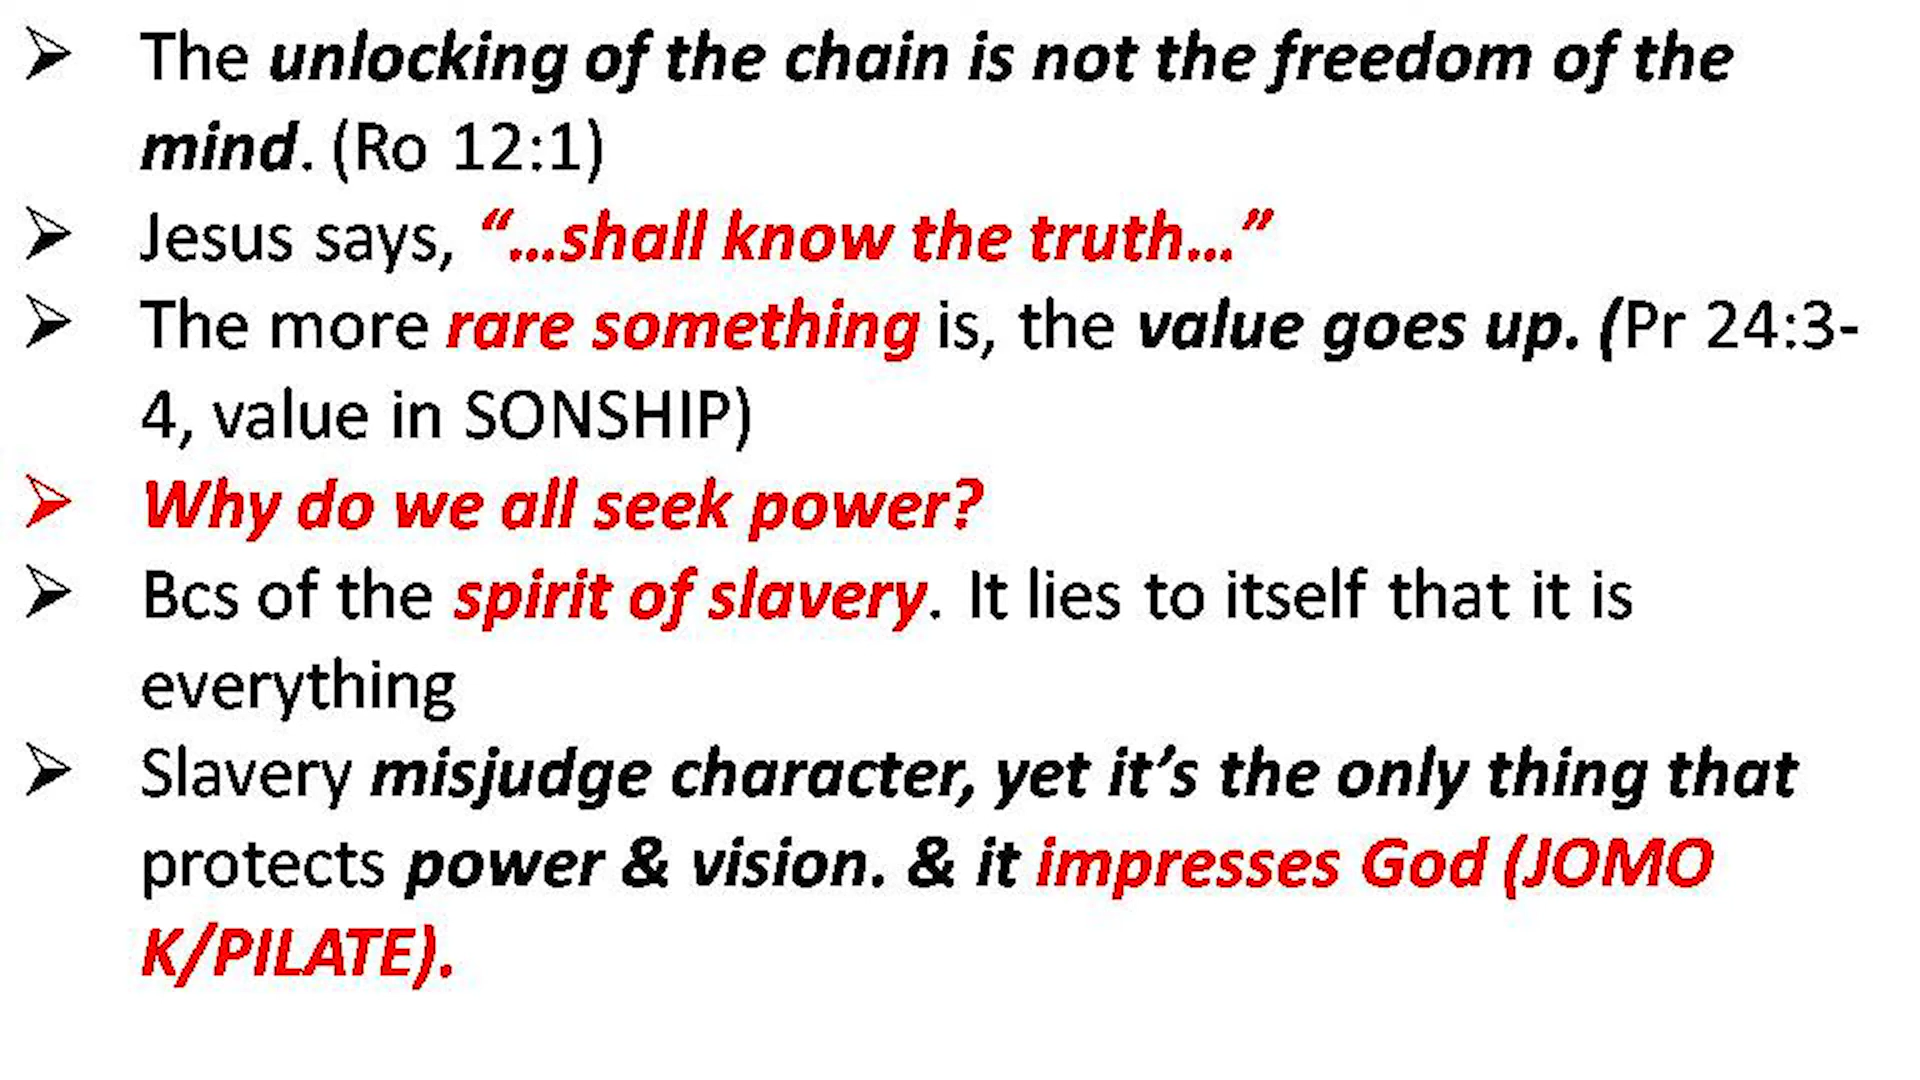 ➢ The unlocking of the chain is not the freedom of the
mind. (Ro 12:1)
➢ Jesus says, “...shall know the truth...”
➢ The more rare something is, the value goes up. (Pr 24:3-
4, value in SONSHIP)
➢ Why do we all seek power?
➢ Bcs of the spirit of slavery. It lies to itself that it is
everything
➢ Slavery misjudge character, yet it’s the only thing that
protects power & vision. & it impresses God (JOMO
K/PILATE).